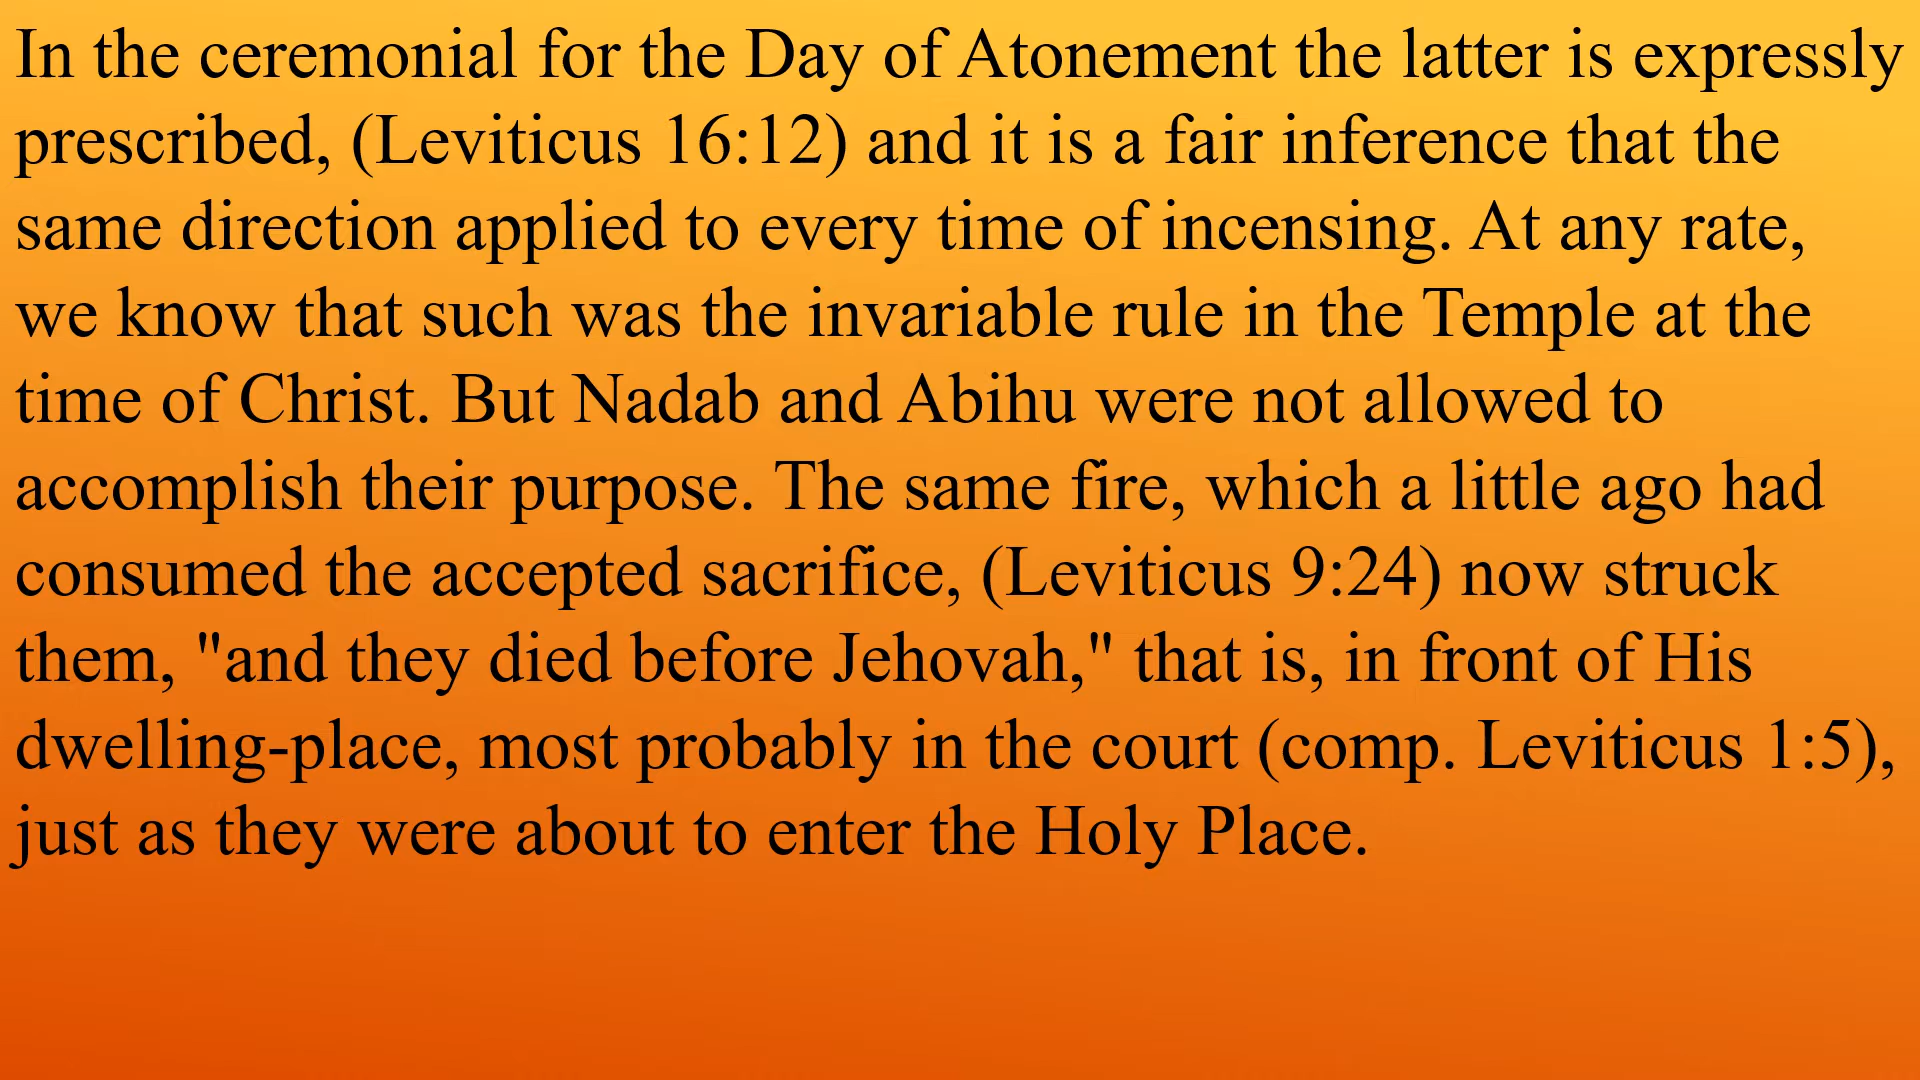 In the ceremonial for the Day of Atonement the latter is expressly
prescribed, (Leviticus 16:12) and it is a fair inference that the
same direction applied to every time of incensing. At any rate,
we know that such was the invariable rule in the Temple at the
time of Christ. But Nadab and Abihu were not allowed to
accomplish their purpose. The same fire, which a little ago had
consumed the accepted sacrifice, (Leviticus 9:24) now struck
them, "and they died before Jehovah," that is, in front of His
dwelling-place, most probably in the court (comp. Leviticus 1:5),
just as they were about to enter the Holy Place.